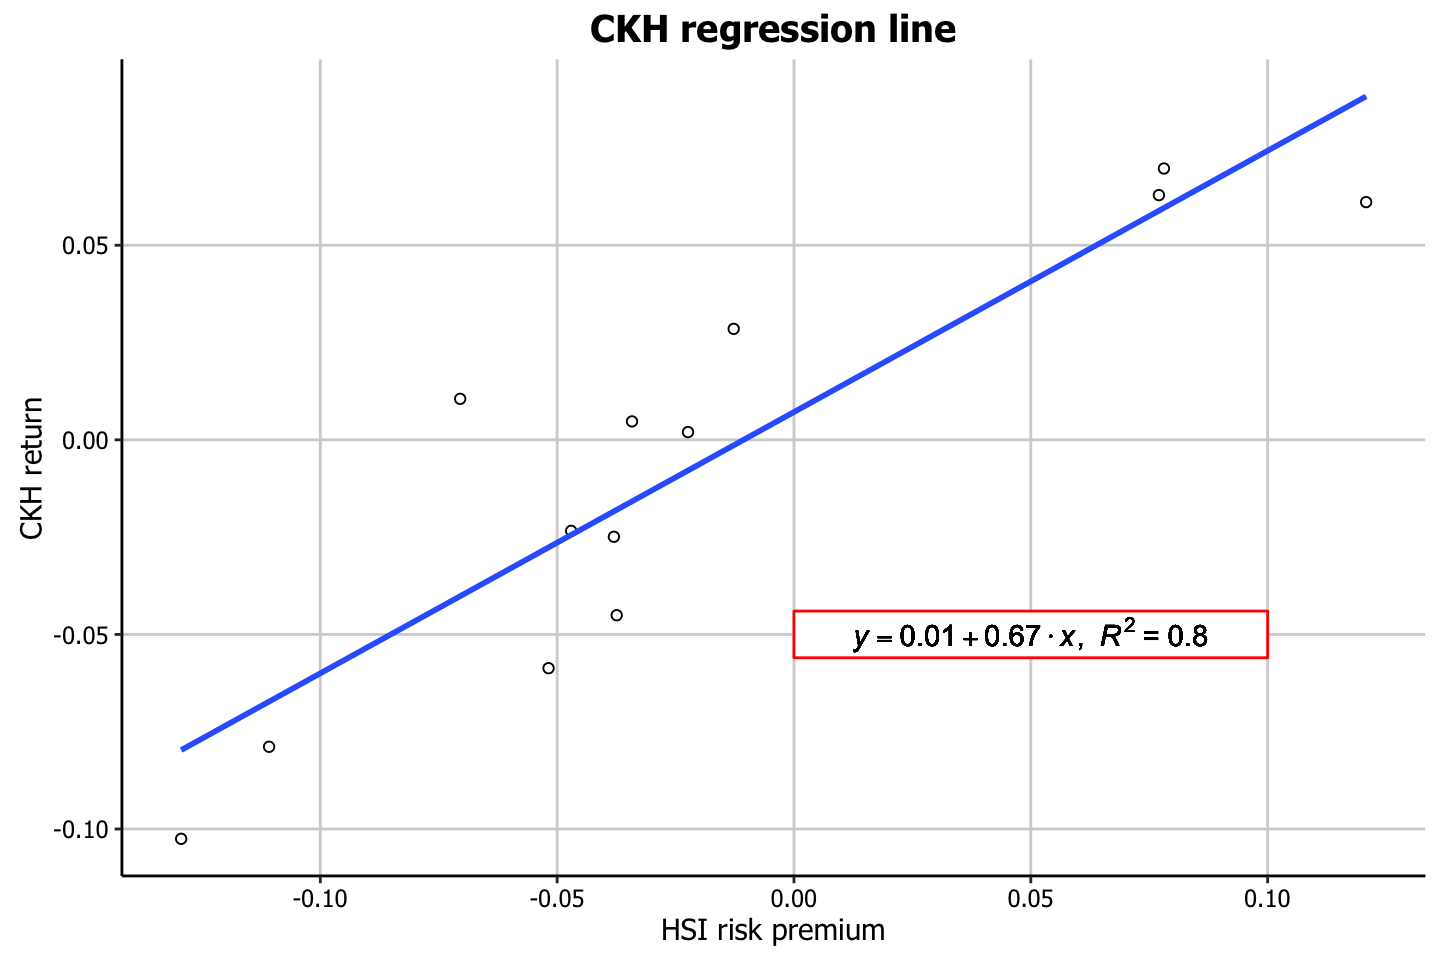 CKH regression line
CKH return
0.05
0.00
-0.05
-0.10
y = 0.01 + 0.67 · x, R² = 0.8
-0.10 -0.05 0.00 0.05 0.10
HSI risk premium